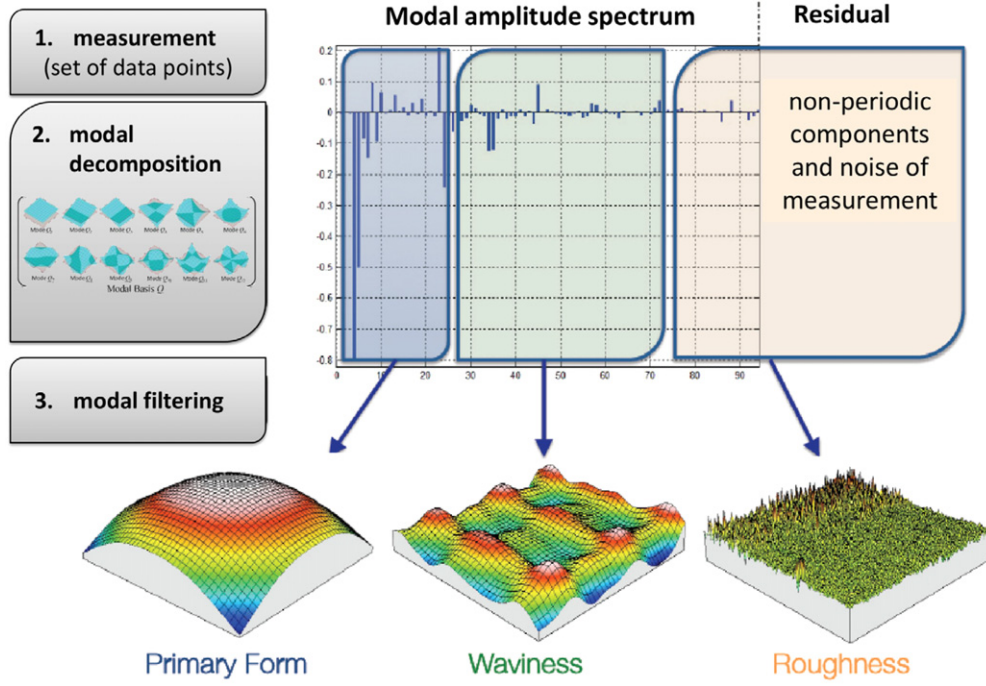 1. measurement
(set of data points)
2. modal
decomposition
Modal Basis Q
3. modal filtering
Modal amplitude spectrum
Residual
0.2
0.1
0
-0.1
-0.2
-0.3
-0.4
-0.5
-0.6
-0.7
-0.8
0 10 20 30 40 50 60 70 80 90
non-periodic
components
and noise of
measurement
Primary Form
Waviness
Roughness